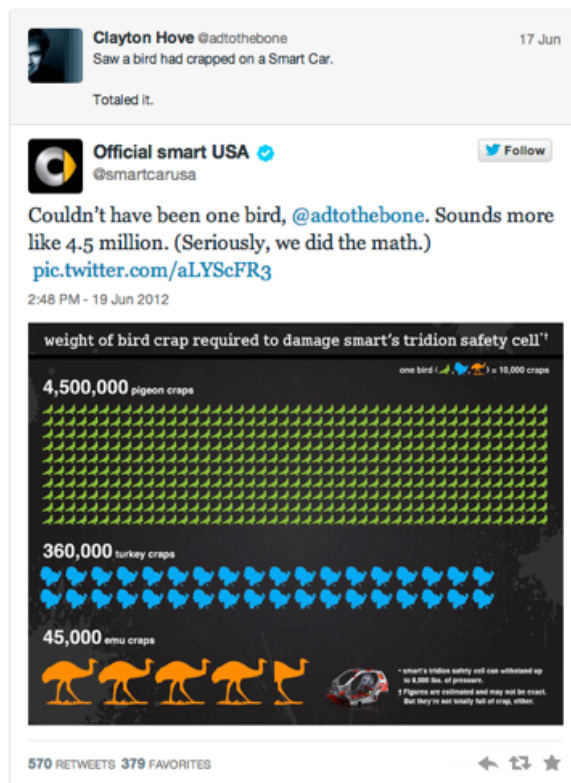 Clayton Hove @adtothebone
17 Jun
Saw a bird had crapped on a Smart Car.
Totaled it.
Official smart USA
Follow
@smartcarusa
Couldn't have been one bird, @adtothebone. Sounds more
like 4.5 million. (Seriously, we did the math.)
pic.twitter.com/aLYScFR3
2:48 PM - 19 Jun 2012
weight of bird crap required to damage smart's tridion safety cell*†
one bird ( , , ) = 10,000 craps
4,500,000 pigeon craps
360,000 turkey craps
45,000 emu craps
* smart's tridion safety cell can withstand up
to 9,000 lbs. of pressure.
† Figures are estimated and may not be exact.
But they're not totally full of crap, either.
570 RETWEETS 379 FAVORITES